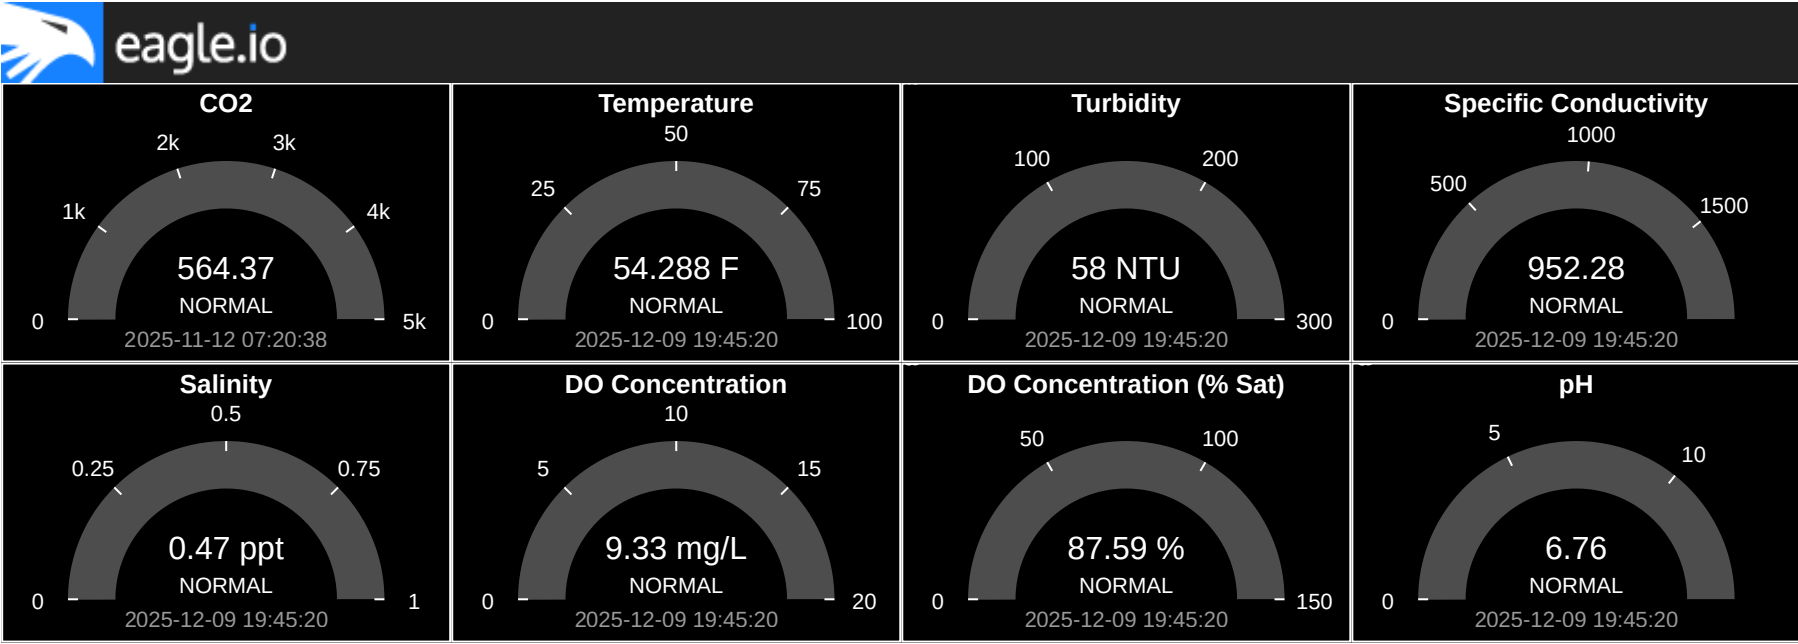 eagle.io
CO2
2k 3k
1k 4k
564.37
NORMAL
0 5k
2025-11-12 07:20:38
Temperature
50
25 75
54.288 F
NORMAL
0 100
2025-12-09 19:45:20
Turbidity
100 200
58 NTU
NORMAL
0 300
2025-12-09 19:45:20
Specific Conductivity
1000
500
1500
952.28
NORMAL
0
2025-12-09 19:45:20
Salinity
0.5
0.25 0.75
0.47 ppt
NORMAL
0 1
2025-12-09 19:45:20
DO Concentration
10
5 15
9.33 mg/L
NORMAL
0 20
2025-12-09 19:45:20
DO Concentration (% Sat)
50 100
87.59 %
NORMAL
0 150
2025-12-09 19:45:20
pH
5
10
6.76
NORMAL
0
2025-12-09 19:45:20